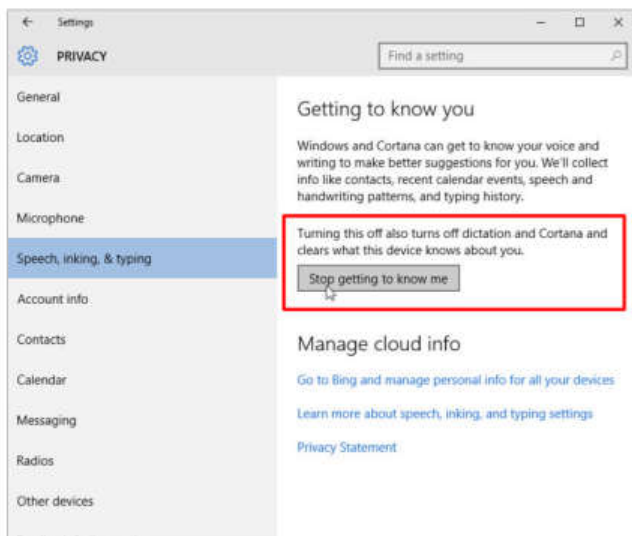 Settings
PRIVACY
Find a setting
General
Location
Camera
Microphone
Speech, inking, & typing
Account info
Contacts
Calendar
Messaging
Radios
Other devices
Getting to know you
Windows and Cortana can get to know your voice and
writing to make better suggestions for you. We'll collect
info like contacts, recent calendar events, speech and
handwriting patterns, and typing history.
Turning this off also turns off dictation and Cortana and
clears what this device knows about you.
Stop getting to know me
Manage cloud info
Go to Bing and manage personal info for all your devices
Learn more about speech, inking, and typing settings
Privacy Statement